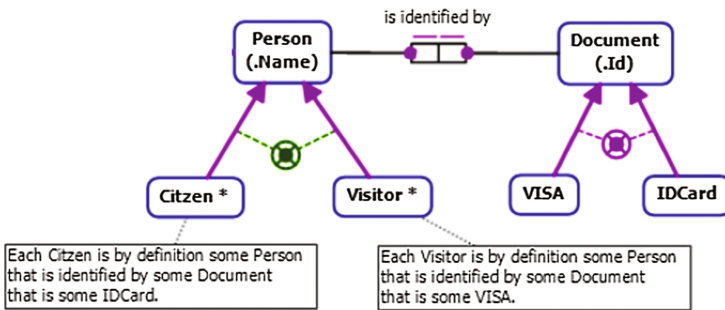 is identified by
Person
(.Name)
Document
(.Id)
Citzen *
Visitor *
VISA
IDCard
Each Citzen is by definition some Person
that is identified by some Document
that is some IDCard.
Each Visitor is by definition some Person
that is identified by some Document
that is some VISA.